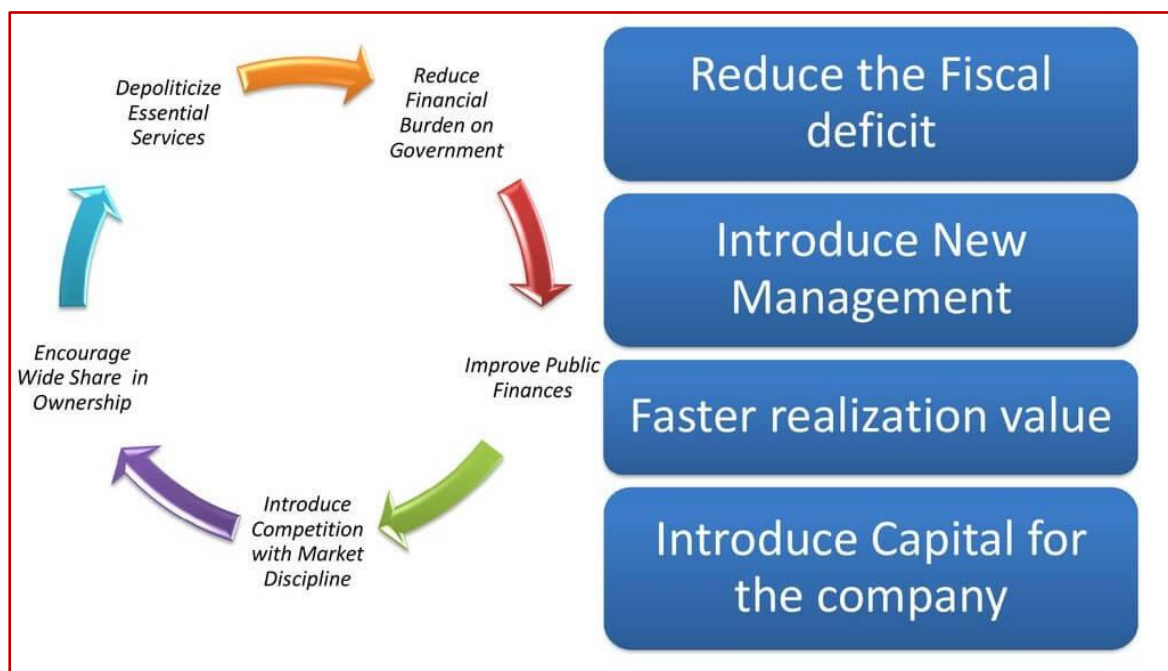 Depoliticize
Essential
Services
Reduce
Financial
Burden on
Government
Improve Public
Finances
Introduce
Competition
with Market
Discipline
Encourage
Wide Share in
Ownership
Reduce the Fiscal
deficit
Introduce New
Management
Faster realization value
Introduce Capital for
the company